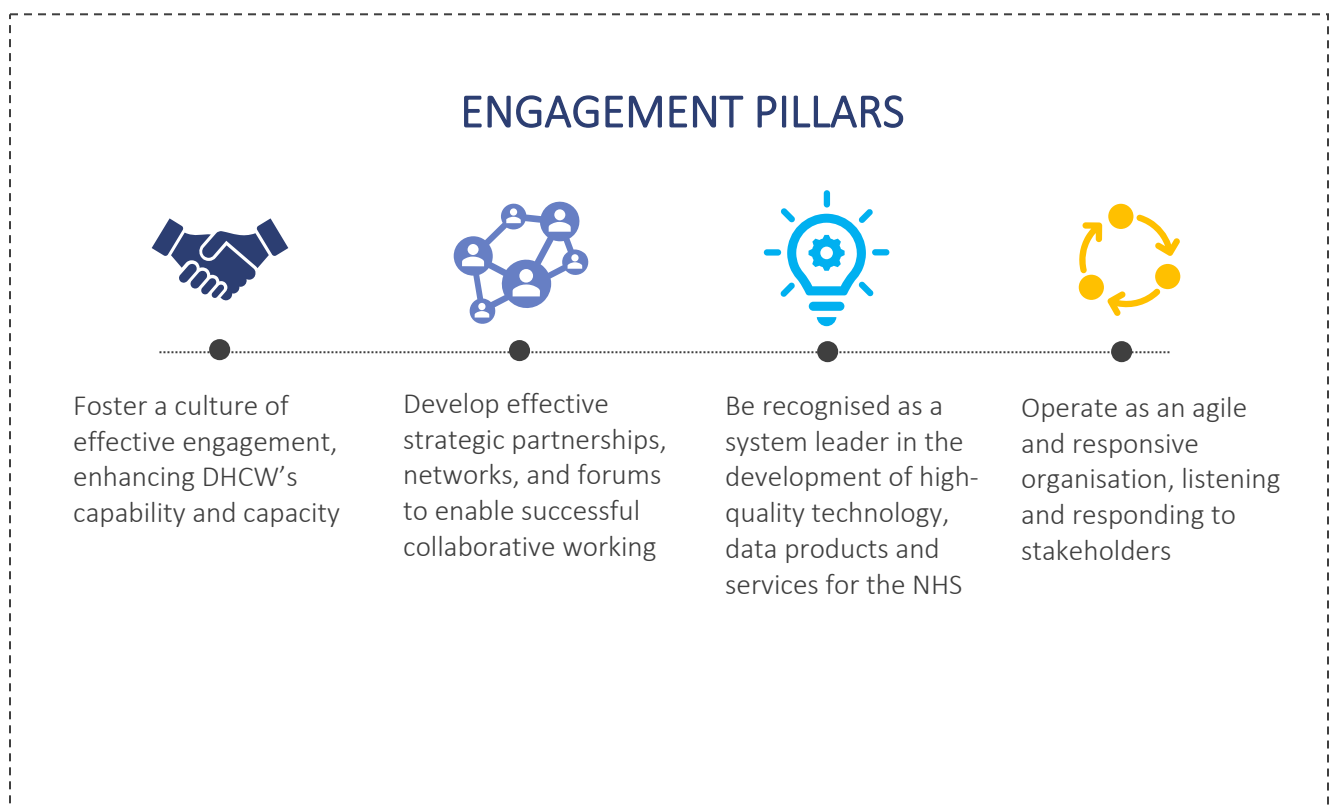 ENGAGEMENT PILLARS
Foster a culture of
effective engagement,
enhancing DHCW’s
capability and capacity
Develop effective
strategic partnerships,
networks, and forums
to enable successful
collaborative working
Be recognised as a
system leader in the
development of high-
quality technology,
data products and
services for the NHS
Operate as an agile
and responsive
organisation, listening
and responding to
stakeholders